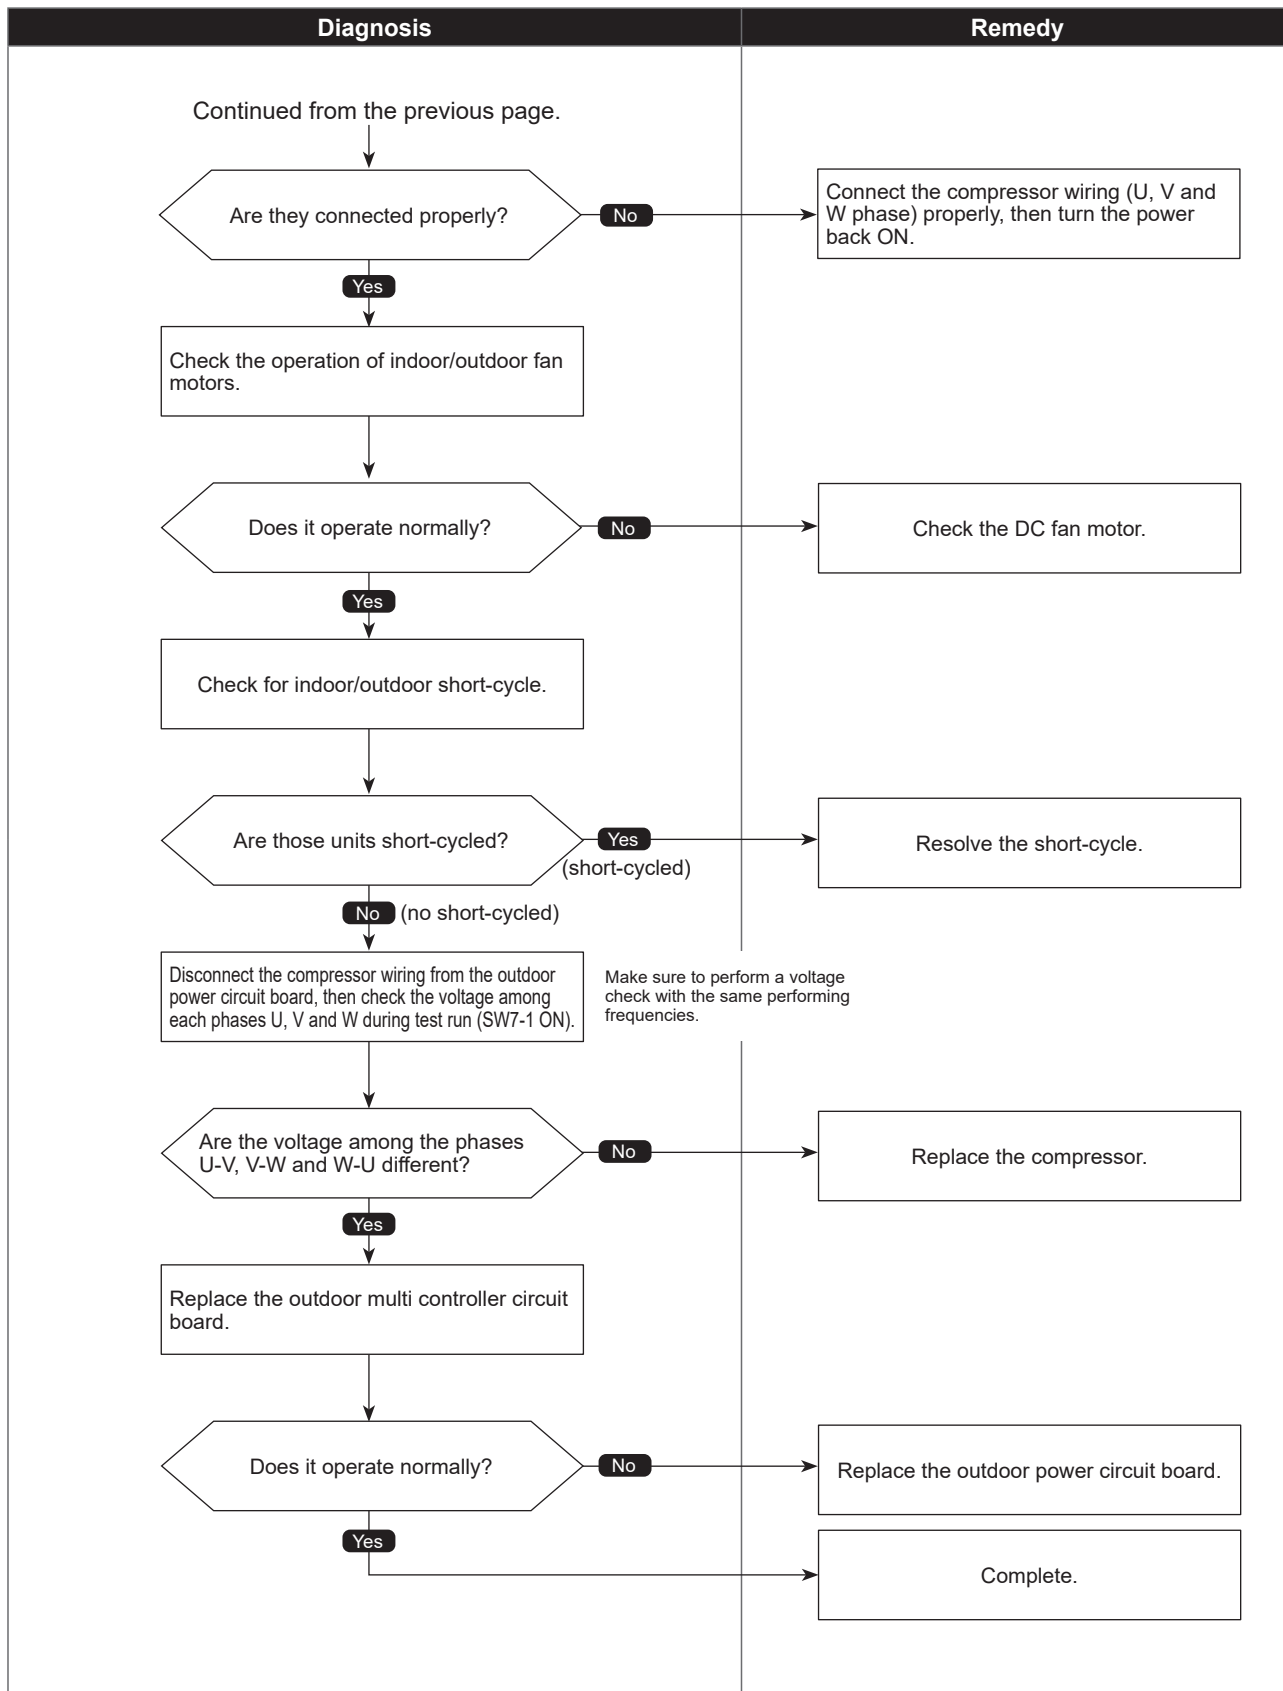 Diagnosis
Remedy
Continued from the previous page.
Are they connected properly?
No
Connect the compressor wiring (U, V and
W phase) properly, then turn the power
back ON.
Yes
Check the operation of indoor/outdoor fan
motors.
Does it operate normally?
No
Check the DC fan motor.
Yes
Check for indoor/outdoor short-cycle.
Are those units short-cycled?
Yes
(short-cycled)
Resolve the short-cycle.
No (no short-cycled)
Disconnect the compressor wiring from the outdoor
power circuit board, then check the voltage among
each phases U, V and W during test run (SW7-1 ON).
Make sure to perform a voltage
check with the same performing
frequencies.
Are the voltage among the phases
U-V, V-W and W-U different?
No
Replace the compressor.
Yes
Replace the outdoor multi controller circuit
board.
Does it operate normally?
No
Replace the outdoor power circuit board.
Yes
Complete.